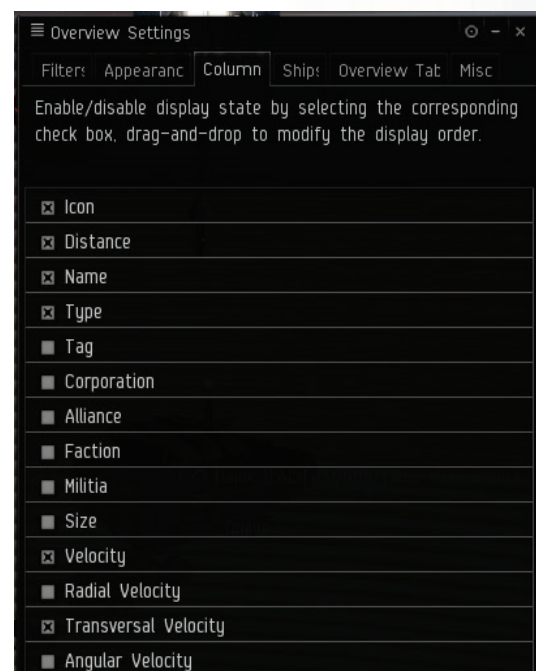 Overview Settings
Filters Appearanc Column Ships Overview Tab Misc
Enable/disable display state by selecting the corresponding
check box, drag-and-drop to modify the display order.
Icon
Distance
Name
Type
Tag
Corporation
Alliance
Faction
Militia
Size
Velocity
Radial Velocity
Transversal Velocity
Angular Velocity